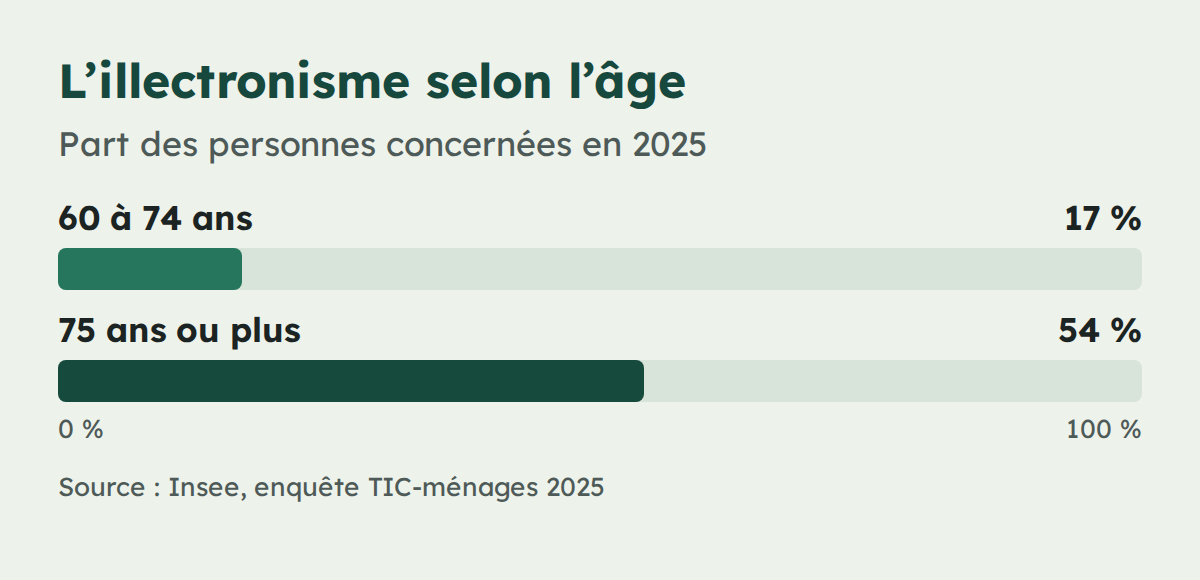 L’illectronisme selon l’âge
Part des personnes concernées en 2025
60 à 74 ans 17 %
75 ans ou plus 54 %
0 % 100 %
Source : Insee, enquête TIC-ménages 2025